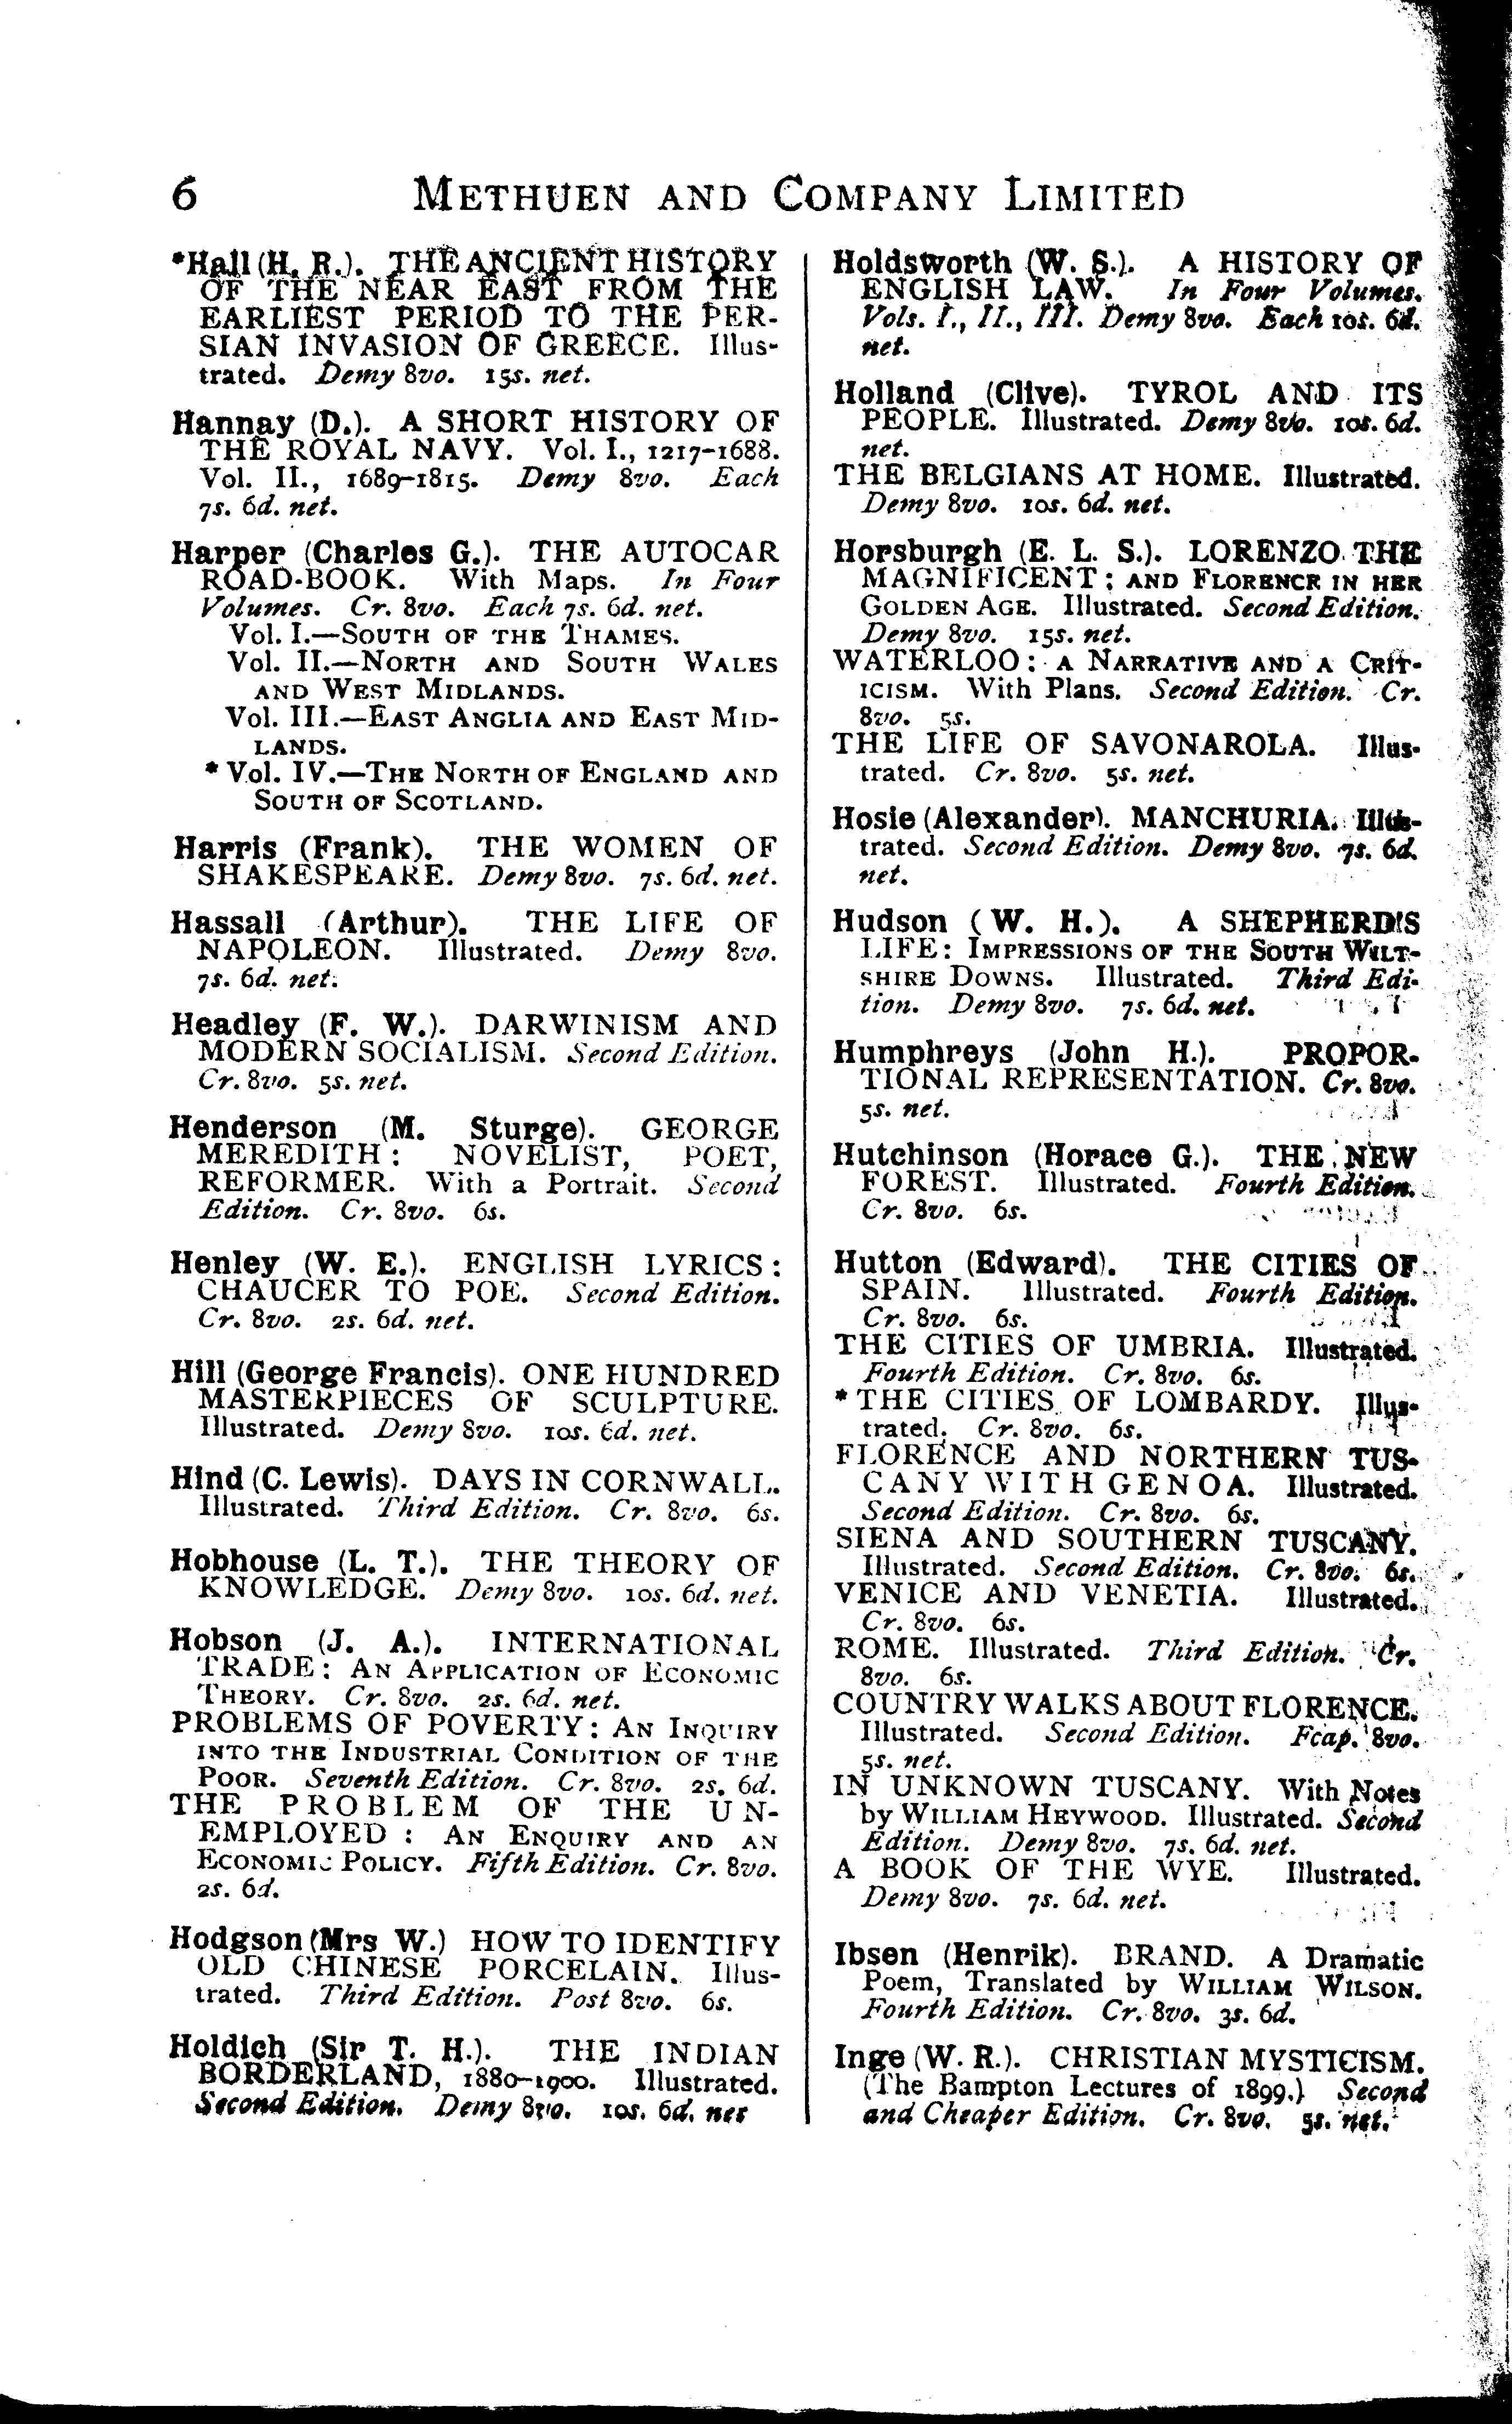 6 METHUEN AND COMPANY LIMITED
*Hall (H. R.). THE ANCIENT HISTORY
OF THE NEAR EAST FROM THE
EARLIEST PERIOD TO THE PER-
SIAN INVASION OF GREECE. Illus-
trated. Demy 8vo. 15s. net.
Hannay (D.). A SHORT HISTORY OF
THE ROYAL NAVY. Vol. I., 1217-1688.
Vol. II., 1689-1815. Demy 8vo. Each
7s. 6d. net.
Harper (Charles G.). THE AUTOCAR
ROAD-BOOK. With Maps. In Four
Volumes. Cr. 8vo. Each 7s. 6d. net.
Vol. I.—SOUTH OF THE THAMES.
Vol. II.—NORTH AND SOUTH WALES
AND WEST MIDLANDS.
Vol. III.—EAST ANGLIA AND EAST MID-
LANDS.
* Vol. IV.—THE NORTH OF ENGLAND AND
SOUTH OF SCOTLAND.
Harris (Frank). THE WOMEN OF
SHAKESPEARE. Demy 8vo. 7s. 6d. net.
Hassall (Arthur). THE LIFE OF
NAPOLEON. Illustrated. Demy 8vo.
7s. 6d. net.
Headley (F. W.). DARWINISM AND
MODERN SOCIALISM. Second Edition.
Cr. 8vo. 5s. net.
Henderson (M. Sturge). GEORGE
MEREDITH: NOVELIST, POET,
REFORMER. With a Portrait. Second
Edition. Cr. 8vo. 6s.
Henley (W. E.). ENGLISH LYRICS:
CHAUCER TO POE. Second Edition.
Cr. 8vo. 2s. 6d. net.
Hill (George Francis). ONE HUNDRED
MASTERPIECES OF SCULPTURE.
Illustrated. Demy 8vo. 10s. 6d. net.
Hind (C. Lewis). DAYS IN CORNWALL.
Illustrated. Third Edition. Cr. 8vo. 6s.
Hobhouse (L. T.). THE THEORY OF
KNOWLEDGE. Demy 8vo. 10s. 6d. net.
Hobson (J. A.). INTERNATIONAL
TRADE: AN APPLICATION OF ECONOMIC
THEORY. Cr. 8vo. 2s. 6d. net.
PROBLEMS OF POVERTY: AN INQUIRY
INTO THE INDUSTRIAL CONDITION OF THE
POOR. Seventh Edition. Cr. 8vo. 2s. 6d.
THE PROBLEM OF THE UN-
EMPLOYED: AN ENQUIRY AND AN
ECONOMIC POLICY. Fifth Edition. Cr. 8vo.
2s. 6d.
Hodgson (Mrs W.) HOW TO IDENTIFY
OLD CHINESE PORCELAIN. Illus-
trated. Third Edition. Post 8vo. 6s.
Holdich (Sir T. H.). THE INDIAN
BORDERLAND, 1880-1900. Illustrated.
Second Edition. Demy 8vo. 10s. 6d. net
Holdsworth (W. S.). A HISTORY OF
ENGLISH LAW. In Four Volumes.
Vols. I., II., III. Demy 8vo. Each 10s. 6d.
net.
Holland (Clive). TYROL AND ITS
PEOPLE. Illustrated. Demy 8vo. 10s. 6d.
net.
THE BELGIANS AT HOME. Illustrated.
Demy 8vo. 10s. 6d. net.
Horsburgh (E. L. S.). LORENZO THE
MAGNIFICENT; AND FLORENCE IN HER
GOLDEN AGE. Illustrated. Second Edition.
Demy 8vo. 15s. net.
WATERLOO: A NARRATIVE AND A CRIT-
ICISM. With Plans. Second Edition. Cr.
8vo. 5s.
THE LIFE OF SAVONAROLA. Illus-
trated. Cr. 8vo. 5s. net.
Hosie (Alexander). MANCHURIA. Illus-
trated. Second Edition. Demy 8vo. 7s. 6d.
net.
Hudson (W. H.). A SHEPHERD'S
LIFE: IMPRESSIONS OF THE SOUTH WILT-
SHIRE DOWNS. Illustrated. Third Edi-
tion. Demy 8vo. 7s. 6d. net.
Humphreys (John H.). PROPOR-
TIONAL REPRESENTATION. Cr. 8vo.
5s. net.
Hutchinson (Horace G.). THE NEW
FOREST. Illustrated. Fourth Edition.
Cr. 8vo. 6s.
Hutton (Edward). THE CITIES OF
SPAIN. Illustrated. Fourth Edition.
Cr. 8vo. 6s.
THE CITIES OF UMBRIA. Illustrated.
Fourth Edition. Cr. 8vo. 6s.
* THE CITIES OF LOMBARDY. Illus-
trated. Cr. 8vo. 6s.
FLORENCE AND NORTHERN TUS-
CANY WITH GENOA. Illustrated.
Second Edition. Cr. 8vo. 6s.
SIENA AND SOUTHERN TUSCANY.
Illustrated. Second Edition. Cr. 8vo. 6s.
VENICE AND VENETIA. Illustrated.
Cr. 8vo. 6s.
ROME. Illustrated. Third Edition. Cr.
8vo. 6s.
COUNTRY WALKS ABOUT FLORENCE.
Illustrated. Second Edition. Fcap. 8vo.
5s. net.
IN UNKNOWN TUSCANY. With Notes
by WILLIAM HEYWOOD. Illustrated. Second
Edition. Demy 8vo. 7s. 6d. net.
A BOOK OF THE WYE. Illustrated.
Demy 8vo. 7s. 6d. net.
Ibsen (Henrik). BRAND. A Dramatic
Poem, Translated by WILLIAM WILSON.
Fourth Edition. Cr. 8vo. 3s. 6d.
Inge (W. R.). CHRISTIAN MYSTICISM.
(The Bampton Lectures of 1899.) Second
and Cheaper Edition. Cr. 8vo. 5s. net.